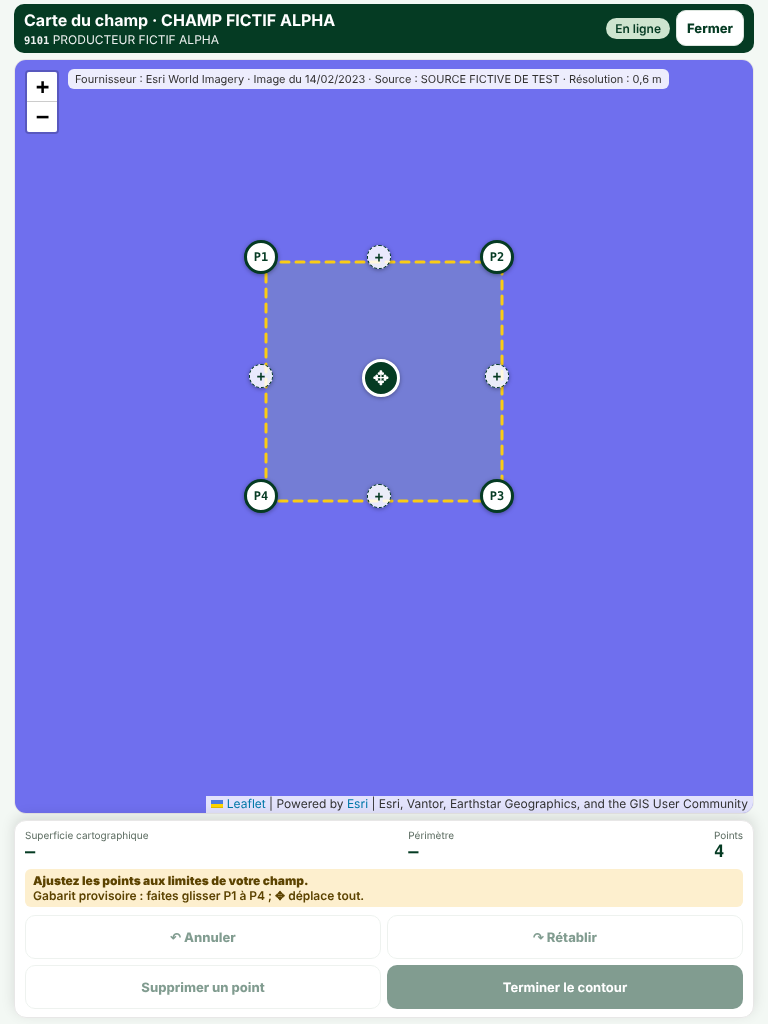 Carte du champ · CHAMP FICTIF ALPHA
9101 PRODUCTEUR FICTIF ALPHA
En ligne
Fermer
+
−
Fournisseur : Esri World Imagery · Image du 14/02/2023 · Source : SOURCE FICTIVE DE TEST · Résolution : 0,6 m
P1
+
P2
+
✥
+
P4
+
P3
Leaflet | Powered by Esri | Esri, Vantor, Earthstar Geographics, and the GIS User Community
Superficie cartographique
—
Périmètre
—
Points
4
Ajustez les points aux limites de votre champ.
Gabarit provisoire : faites glisser P1 à P4 ; ✥ déplace tout.
↶ Annuler
↷ Rétablir
Supprimer un point
Terminer le contour